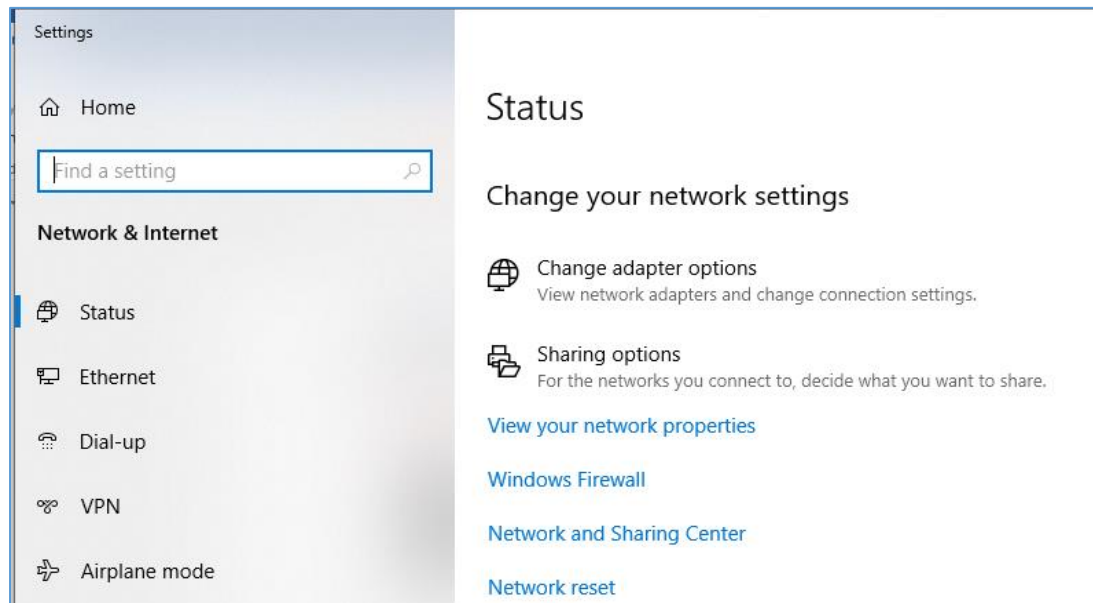 Settings
Home
Find a setting
Network & Internet
Status
Ethernet
Dial-up
VPN
Airplane mode
Status
Change your network settings
Change adapter options
View network adapters and change connection settings.
Sharing options
For the networks you connect to, decide what you want to share.
View your network properties
Windows Firewall
Network and Sharing Center
Network reset